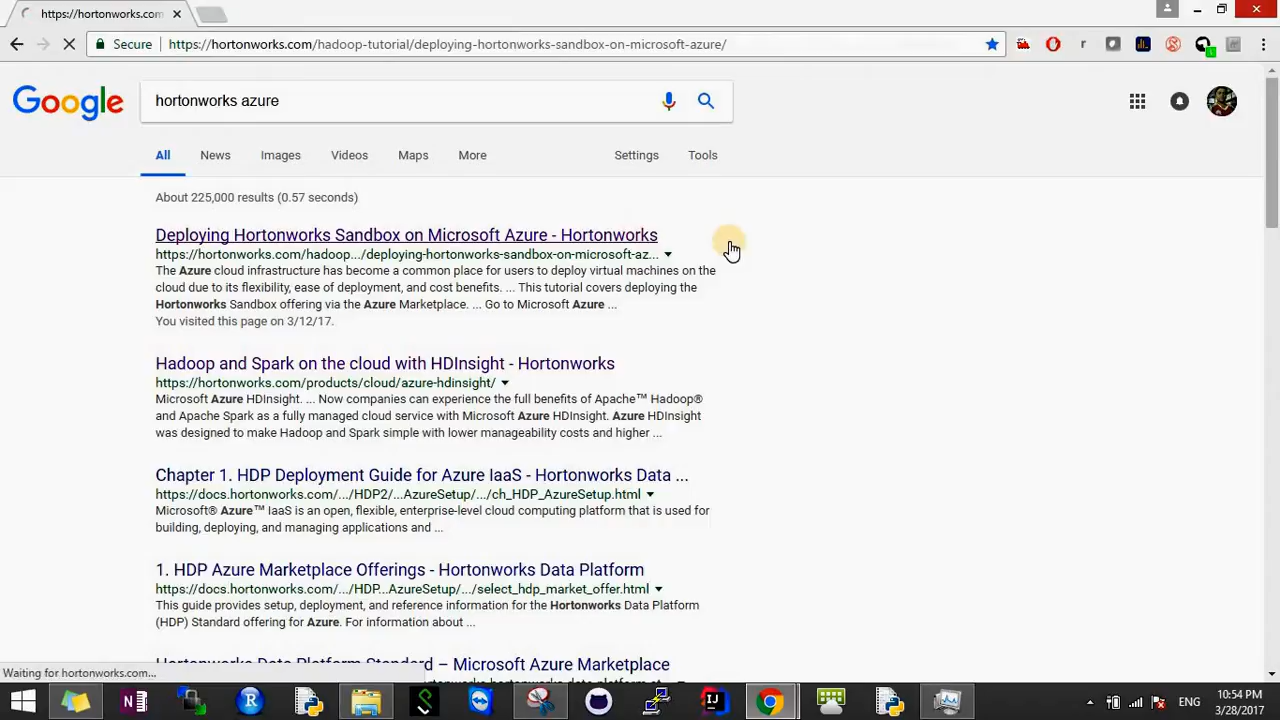 https://hortonworks.com
Secure https://hortonworks.com/hadoop-tutorial/deploying-hortonworks-sandbox-on-microsoft-azure/
Google
hortonworks azure
All News Images Videos Maps More Settings Tools
About 225,000 results (0.57 seconds)
Deploying Hortonworks Sandbox on Microsoft Azure - Hortonworks
https://hortonworks.com/hadoop.../deploying-hortonworks-sandbox-on-microsoft-az...
The Azure cloud infrastructure has become a common place for users to deploy virtual machines on the
cloud due to its flexibility, ease of deployment, and cost benefits. ... This tutorial covers deploying the
Hortonworks Sandbox offering via the Azure Marketplace. ... Go to Microsoft Azure ...
You visited this page on 3/12/17.
Hadoop and Spark on the cloud with HDInsight - Hortonworks
https://hortonworks.com/products/cloud/azure-hdinsight/
Microsoft Azure HDInsight. ... Now companies can experience the full benefits of Apache™ Hadoop®
and Apache Spark as a fully managed cloud service with Microsoft Azure HDInsight. Azure HDInsight
was designed to make Hadoop and Spark simple with lower manageability costs and higher ...
Chapter 1. HDP Deployment Guide for Azure IaaS - Hortonworks Data ...
https://docs.hortonworks.com/.../HDP2/...AzureSetup/.../ch_HDP_AzureSetup.html
Microsoft® Azure™ IaaS is an open, flexible, enterprise-level cloud computing platform that is used for
building, deploying, and managing applications and ...
1. HDP Azure Marketplace Offerings - Hortonworks Data Platform
https://docs.hortonworks.com/.../HDP...AzureSetup/.../select_hdp_market_offer.html
This guide provides setup, deployment, and reference information for the Hortonworks Data Platform
(HDP) Standard offering for Azure. For information about ...
Hortonworks Data Platform Standard – Microsoft Azure Marketplace
Waiting for hortonworks.com...
ENG
10:54 PM
3/28/2017